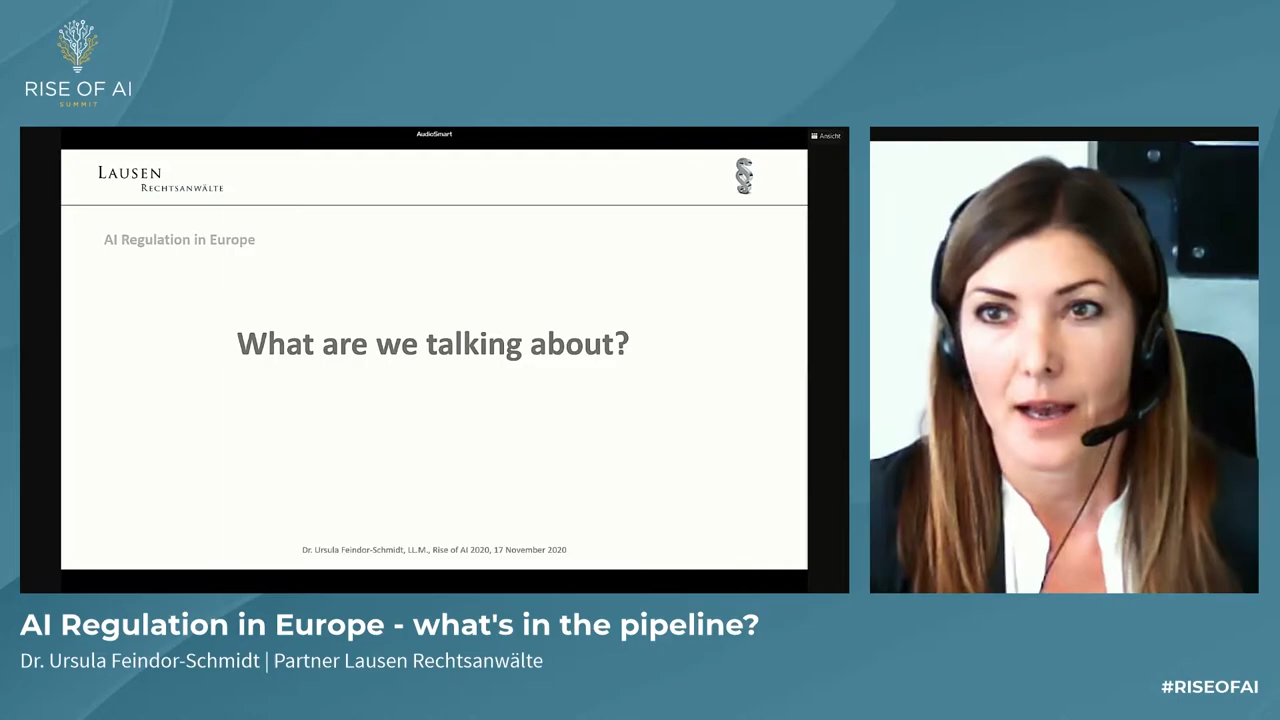 RISE OF AI
SUMMIT
AudioSmart
Ansicht
LAUSEN
RECHTSANWÄLTE
AI Regulation in Europe
What are we talking about?
Dr. Ursula Feindor-Schmidt, LL.M., Rise of AI 2020, 17 November 2020
AI Regulation in Europe - what's in the pipeline?
Dr. Ursula Feindor-Schmidt | Partner Lausen Rechtsanwälte
#RISEOFAI